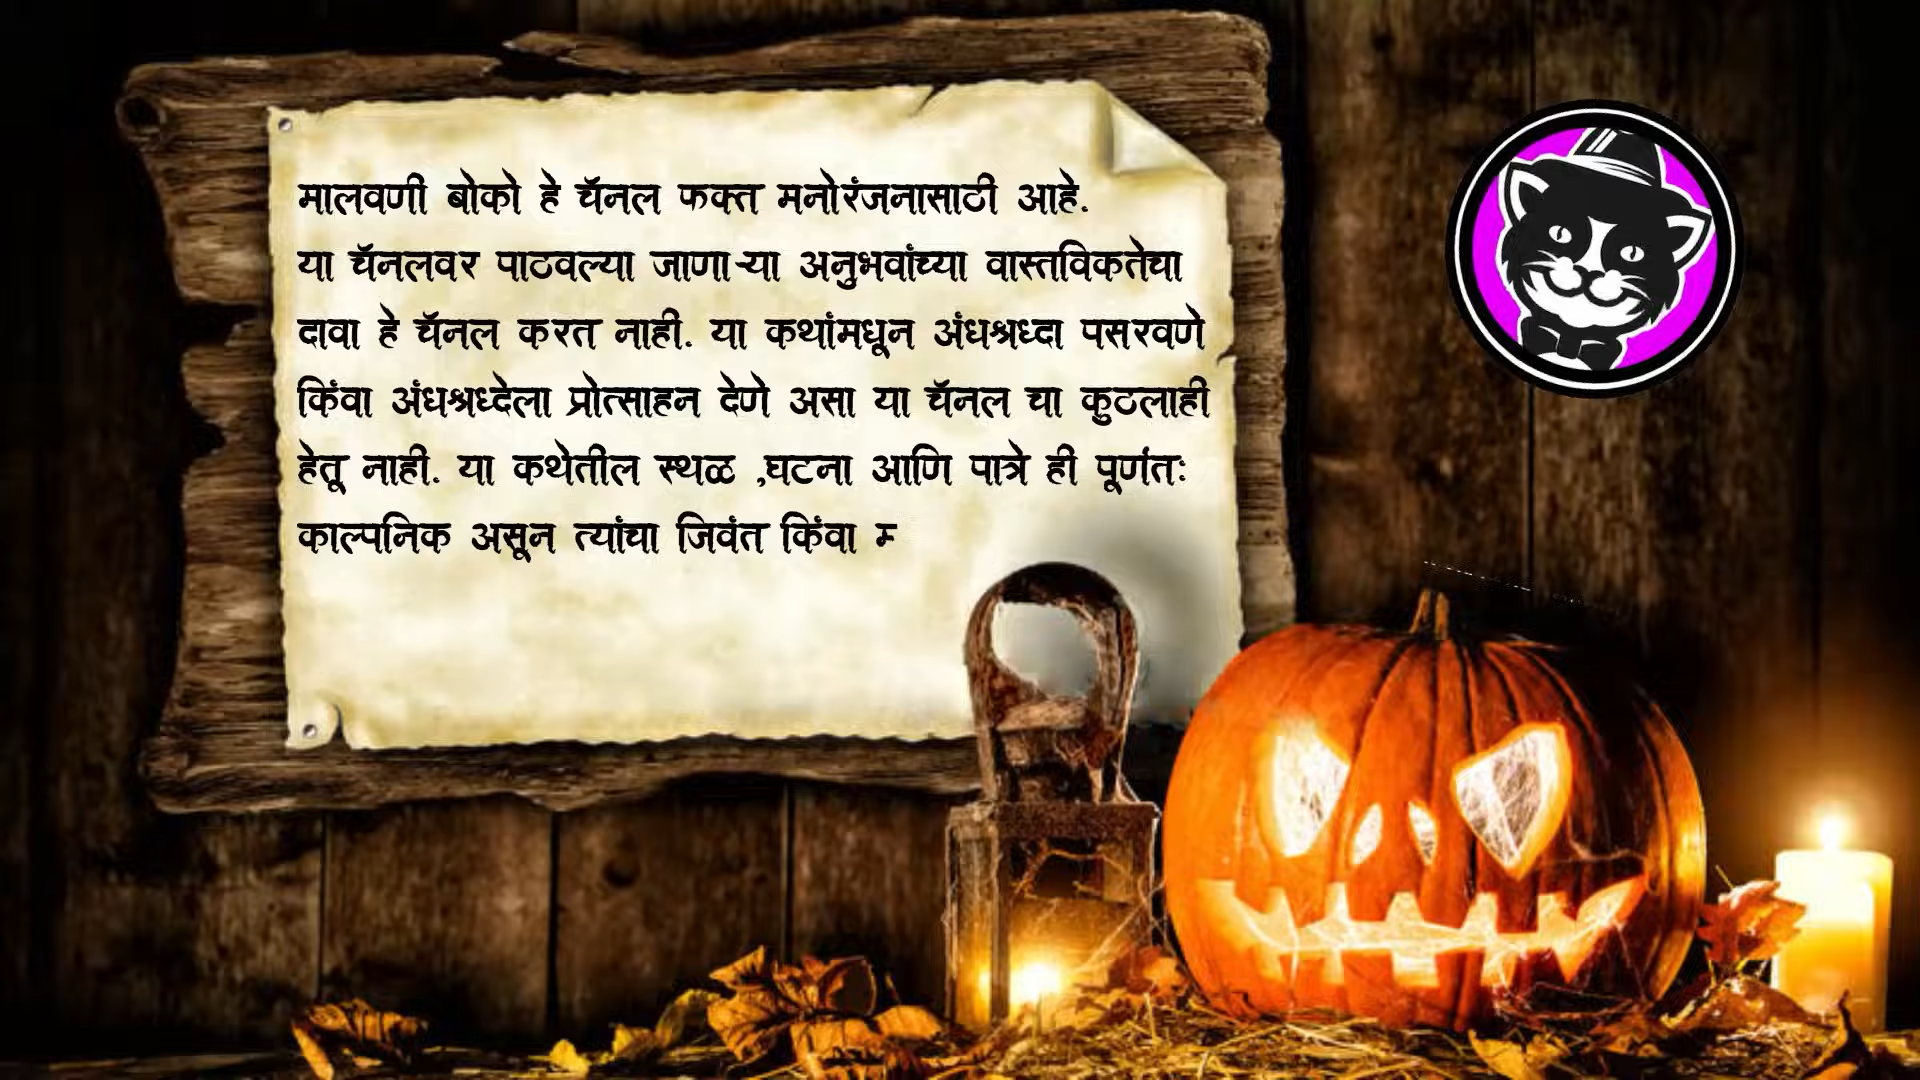 मालवणी बोको हे चॅनल फक्त मनोरंजनासाठी आहे.
या चॅनलवर पाठवल्या जाणाऱ्या अनुभवांच्या वास्तविकतेचा
दावा हे चॅनल करत नाही. या कथांमधून अंधश्रध्दा पसरवणे
किंवा अंधश्रध्देला प्रोत्साहन देणे असा या चॅनल चा कुठलाही
हेतू नाही. या कथेतील स्थळ ,घटना आणि पात्रे ही पूर्णतः
काल्पनिक असून त्यांचा जिवंत किंवा म